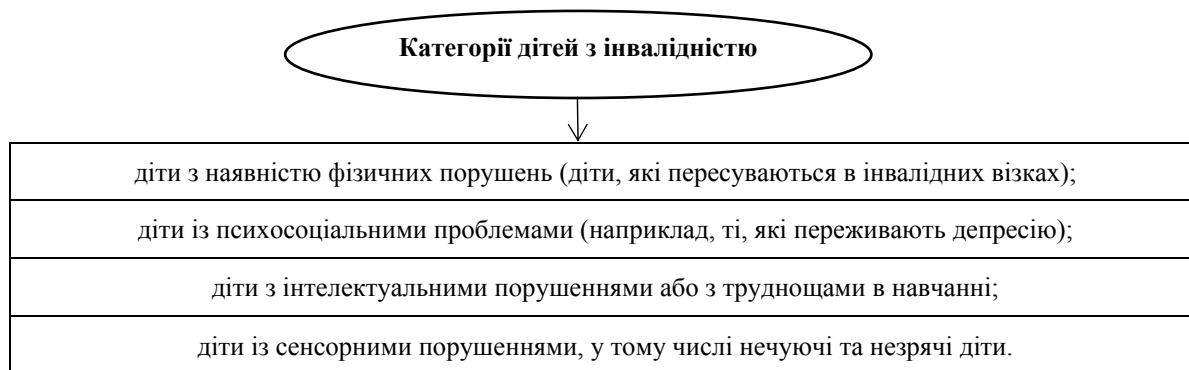 Категорії дітей з інвалідністю
діти з наявністю фізичних порушень (діти, які пересуваються в інвалідних візках);
діти із психосоціальними проблемами (наприклад, ті, які переживають депресію);
діти з інтелектуальними порушеннями або з труднощами в навчанні;
діти із сенсорними порушеннями, у тому числі нечуючі та незрячі діти.